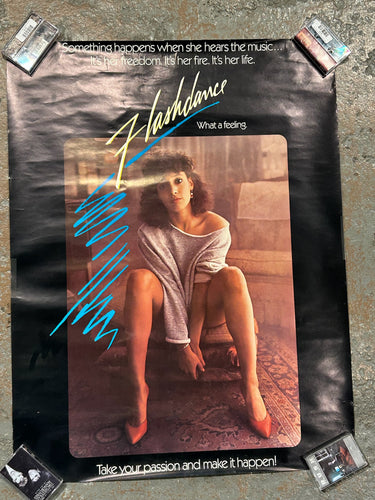 Something happens when she hears the music...
It's her freedom. It's her fire. It's her life.
Flashdance
What a feeling.
Take your passion and make it happen!